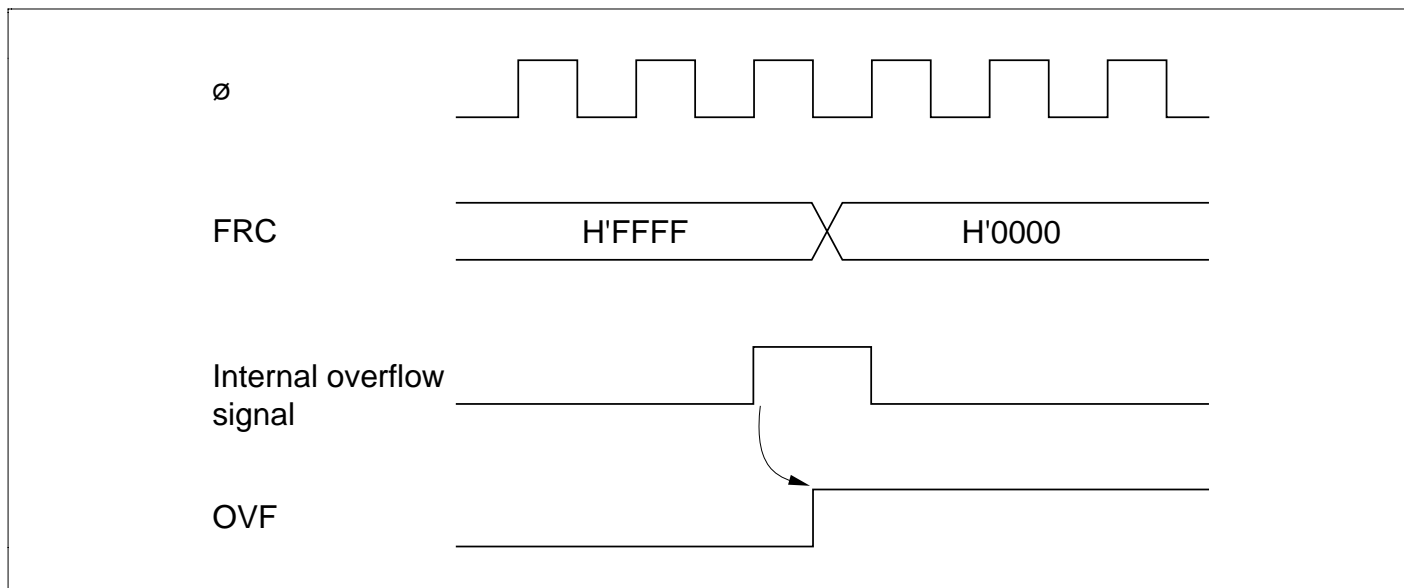 ø
FRC
H'FFFF
H'0000
Internal overflow
signal
OVF